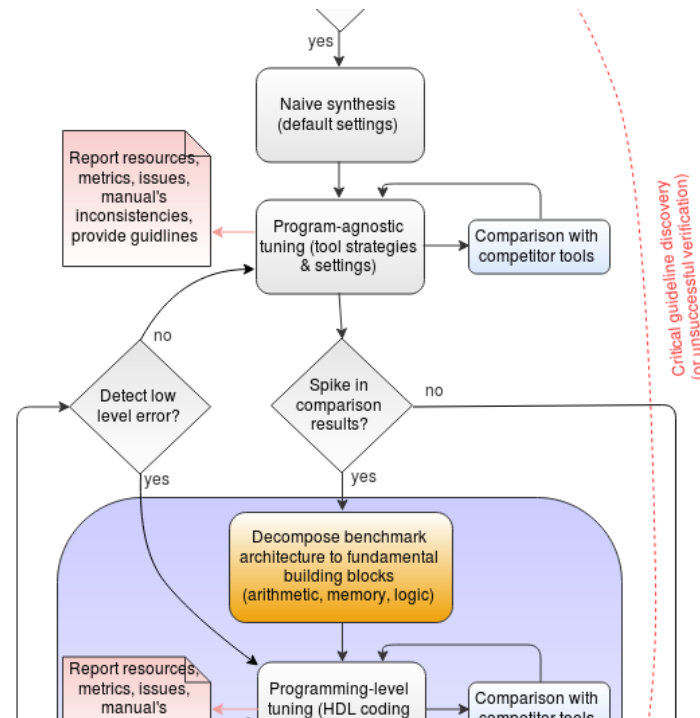 yes
Naive synthesis
(default settings)
Report resources,
metrics, issues,
manual's
inconsistencies,
provide guidlines
Program-agnostic
tuning (tool strategies
& settings)
Comparison with
competitor tools
Critical guideline discovery
(or unsuccessful verification)
no
Detect low
level error?
Spike in
comparison
results?
no
yes
yes
Decompose benchmark
architecture to fundamental
building blocks
(arithmetic, memory, logic)
Report resources,
metrics, issues,
manual's
Programming-level
tuning (HDL coding
Comparison with
competitor tools